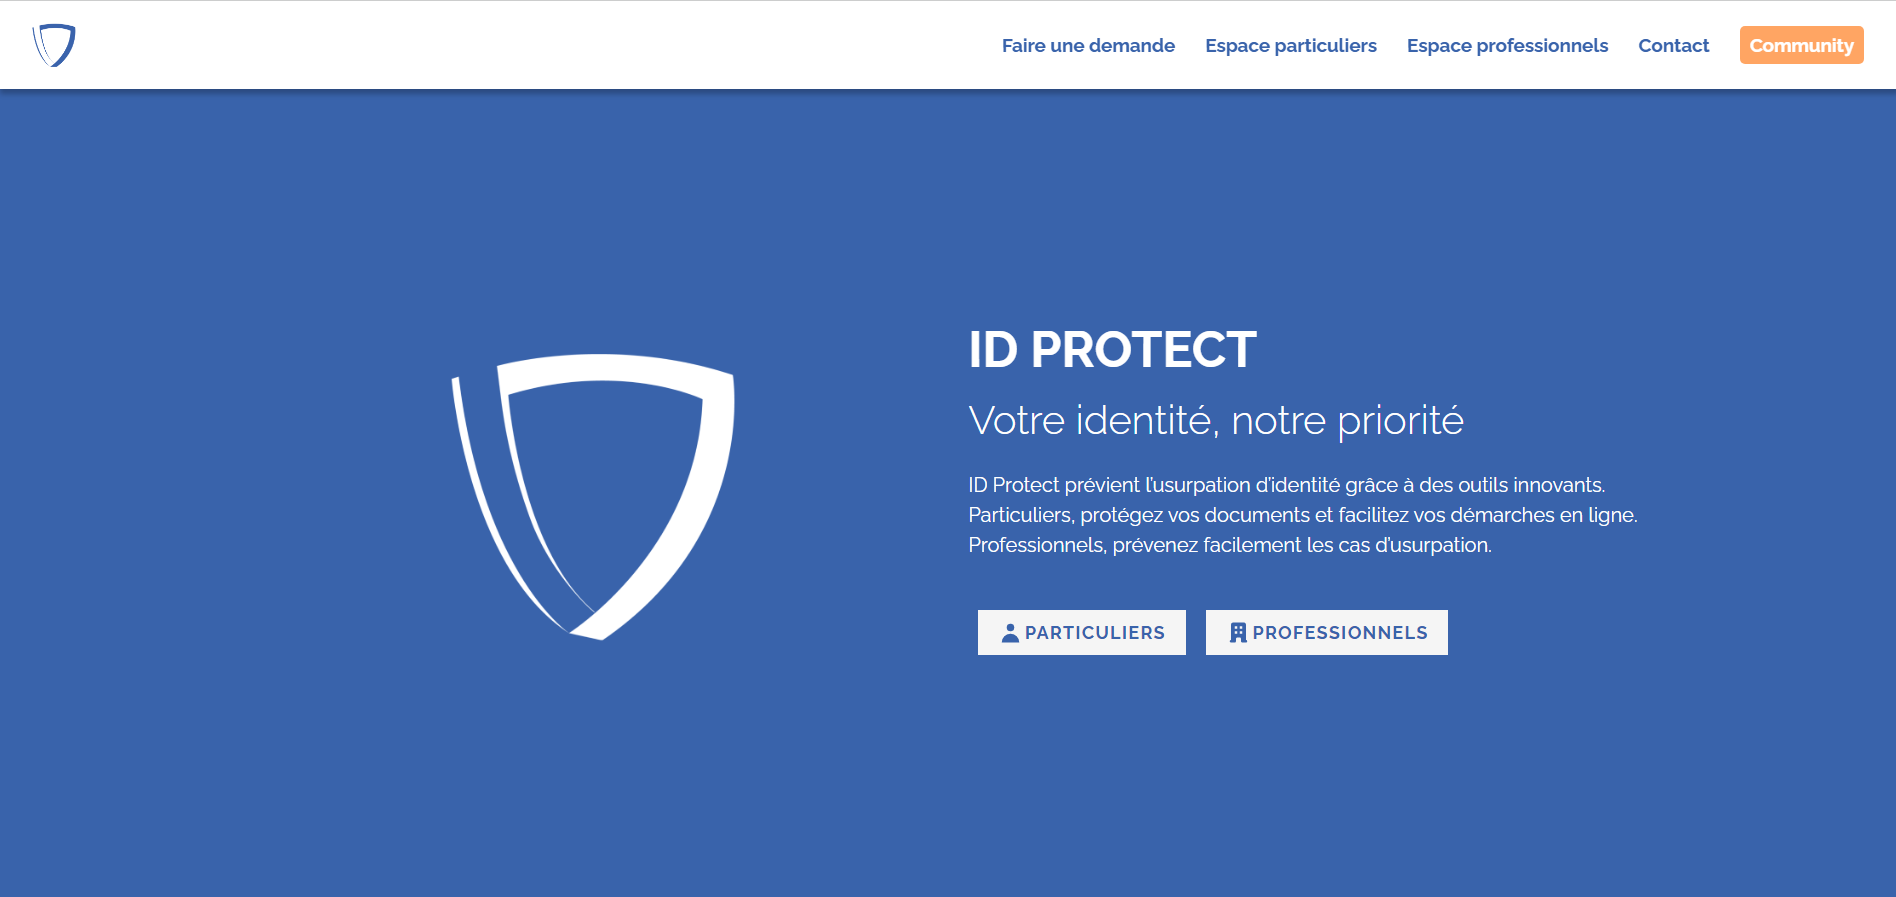 Faire une demande Espace particuliers Espace professionnels Contact Community
ID PROTECT
Votre identité, notre priorité
ID Protect prévient l’usurpation d’identité grâce à des outils innovants.
Particuliers, protégez vos documents et facilitez vos démarches en ligne.
Professionnels, prévenez facilement les cas d’usurpation.
PARTICULIERS PROFESSIONNELS